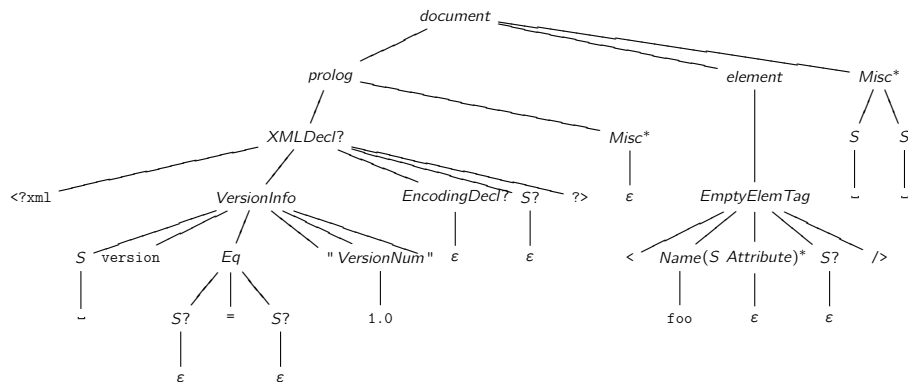 document
prolog element Misc*
XMLDecl? Misc* S S
<?xml VersionInfo EncodingDecl? S? ?> ε EmptyElemTag ␣ ␣
S version Eq " VersionNum " ε ε < Name (S Attribute)* S? />
␣ S? = S? 1.0 foo ε ε
ε ε